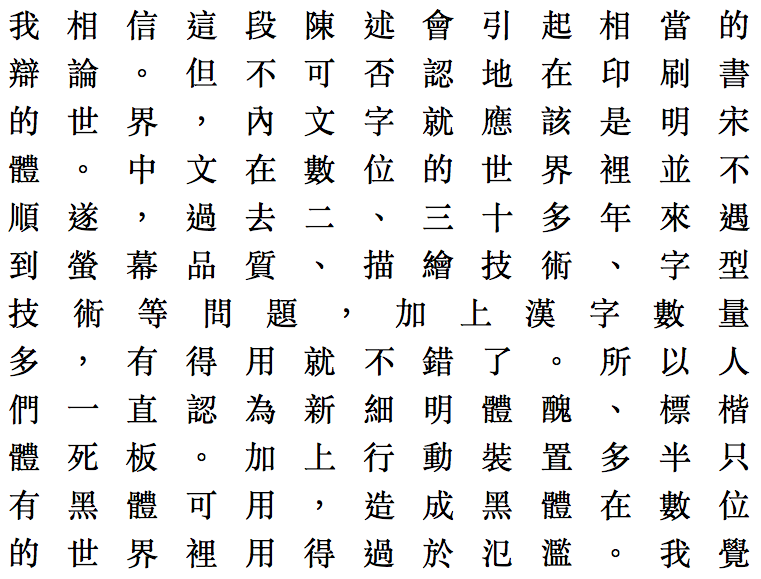 我相信這段陳述會引起相當的
辯論。但不可否認地在印刷書
的世界，內文字就應該是明宋
體。中文在數位的世界裡並不
順遂，過去二、三十多年來遇
到螢幕品質、描繪技術、字型
技術等問題，加上漢字數量
多，有得用就不錯了。所以人
們一直認為新細明體醜、標楷
體死板。加上行動裝置多半只
有黑體可用，造成黑體在數位
的世界裡用得過於氾濫。我覺